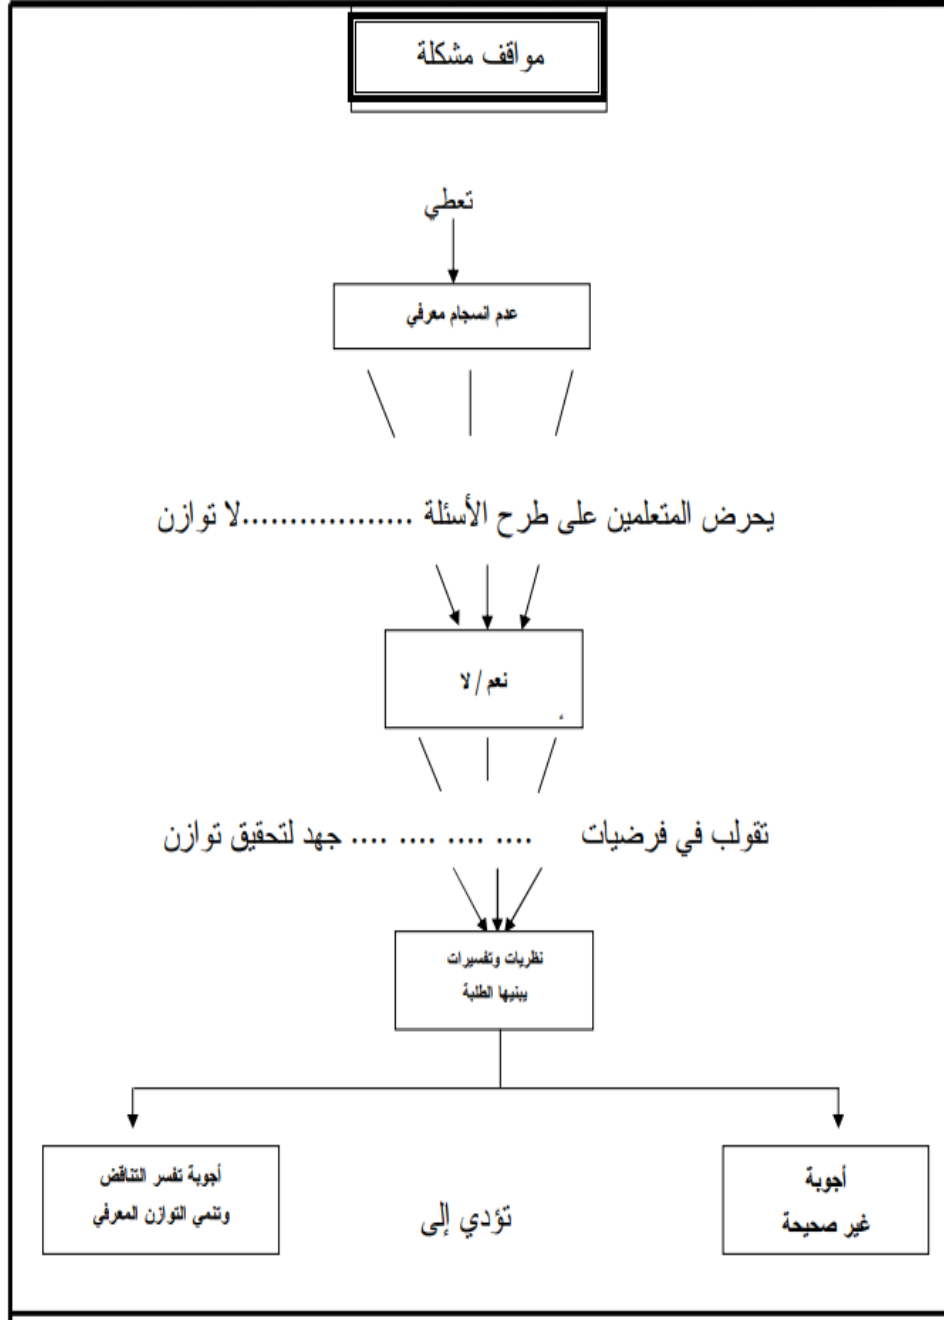 مواقف مشكلة
تعطي
عدم انسجام معرفي
يحرض المتعلمين على طرح الأسئلة ..................لا توازن
نعم / لا
تقولب في فرضيات .... .... .... .... جهد لتحقيق توازن
نظريات وتفسيرات
يبنيها الطلبة
أجوبة
غير صحيحة
تؤدي إلى
أجوبة تفسر التناقض
وتنمي التوازن المعرفي